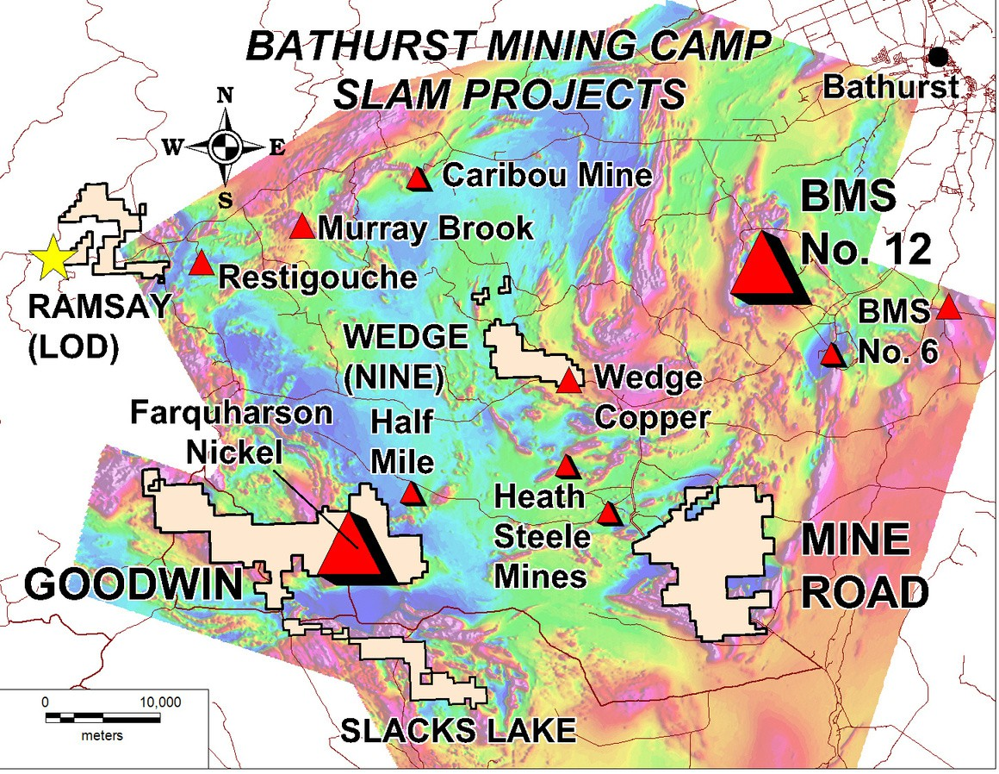 BATHURST MINING CAMP
SLAM PROJECTS
Bathurst
N
W
E
S
Caribou Mine
BMS
No. 12
Murray Brook
Restigouche
RAMSAY
(LOD)
BMS
No. 6
WEDGE
(NINE)
Wedge
Copper
Farquharson
Nickel
Half
Mile
Heath
Steele
Mines
MINE
ROAD
GOODWIN
SLACKS LAKE
0 10,000
meters